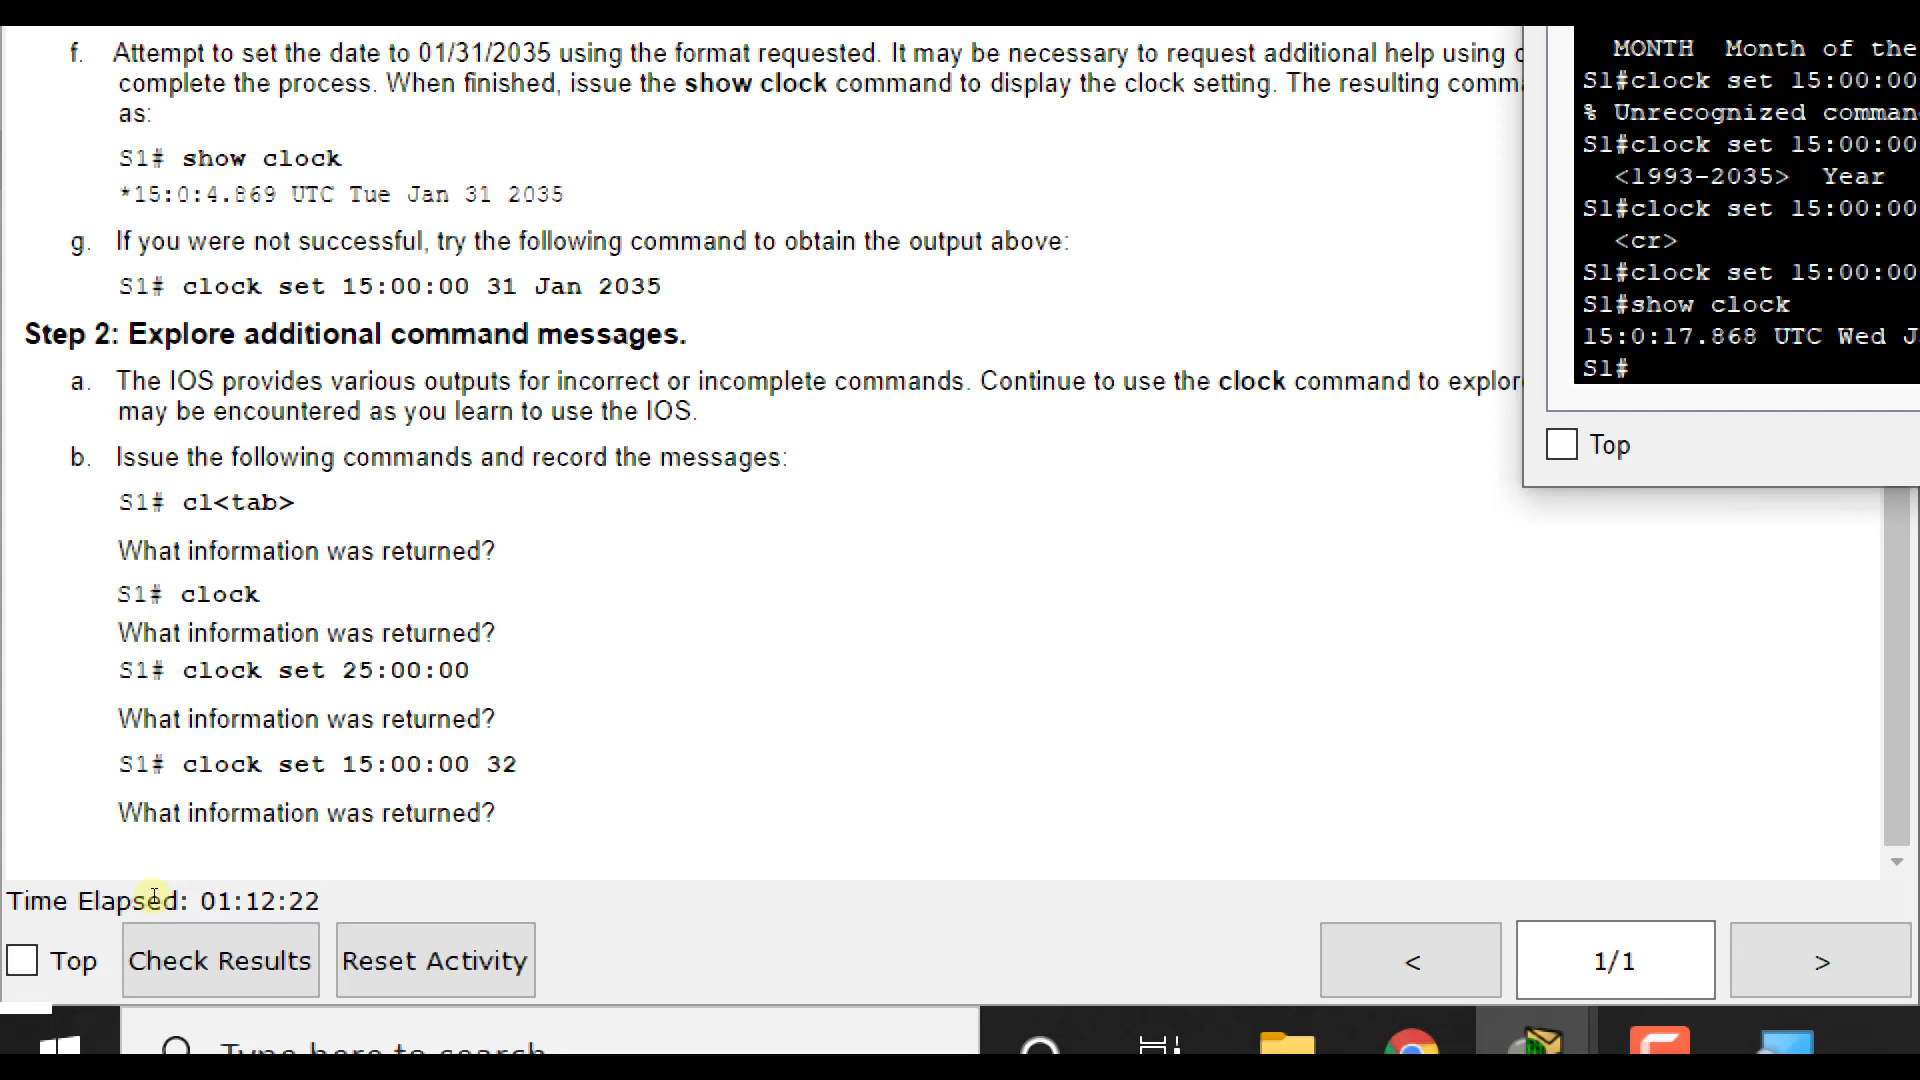 f. Attempt to set the date to 01/31/2035 using the format requested. It may be necessary to request additional help using
complete the process. When finished, issue the show clock command to display the clock setting. The resulting
as:
S1# show clock
*15:0:4.869 UTC Tue Jan 31 2035
g. If you were not successful, try the following command to obtain the output above:
S1# clock set 15:00:00 31 Jan 2035
Step 2: Explore additional command messages.
a. The IOS provides various outputs for incorrect or incomplete commands. Continue to use the clock command to
may be encountered as you learn to use the IOS.
b. Issue the following commands and record the messages:
S1# cl<tab>
What information was returned?
S1# clock
What information was returned?
S1# clock set 25:00:00
What information was returned?
S1# clock set 15:00:00 32
What information was returned?
MONTH Month of the
S1#clock set 15:00:00
% Unrecognized
S1#clock set 15:00:00
<1993-2035> Year
S1#clock set 15:00:00
<cr>
S1#clock set 15:00:00
S1#show clock
15:0:17.868 UTC Wed
S1#
Top
Time Elapsed: 01:12:22
Top
Check Results
Reset Activity
<
1/1
>
Type here to search